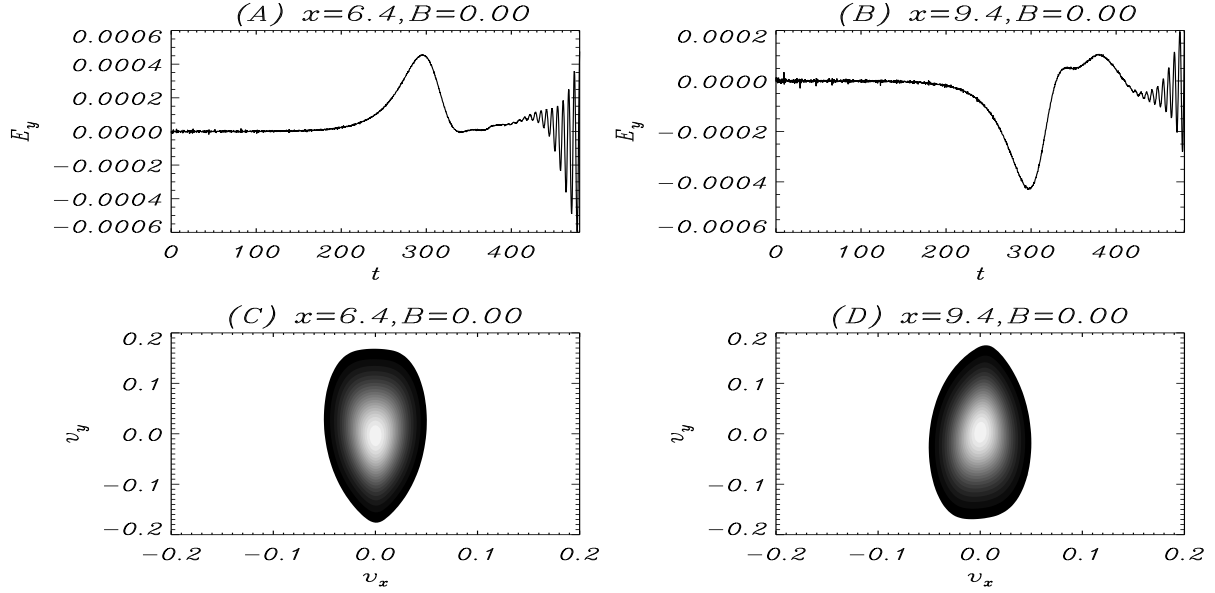 (A) x=6.4,B=0.00
0.0006
0.0004
0.0002
0.0000
−0.0002
−0.0004
−0.0006
E_y
0 100 200 300 400
t
(B) x=9.4,B=0.00
0.0002
0.0000
−0.0002
−0.0004
−0.0006
E_y
0 100 200 300 400
t
(C) x=6.4,B=0.00
0.2
0.1
0.0
−0.1
−0.2
v_y
−0.2 −0.1 0.0 0.1 0.2
v_x
(D) x=9.4,B=0.00
0.2
0.1
0.0
−0.1
−0.2
v_y
−0.2 −0.1 0.0 0.1 0.2
v_x